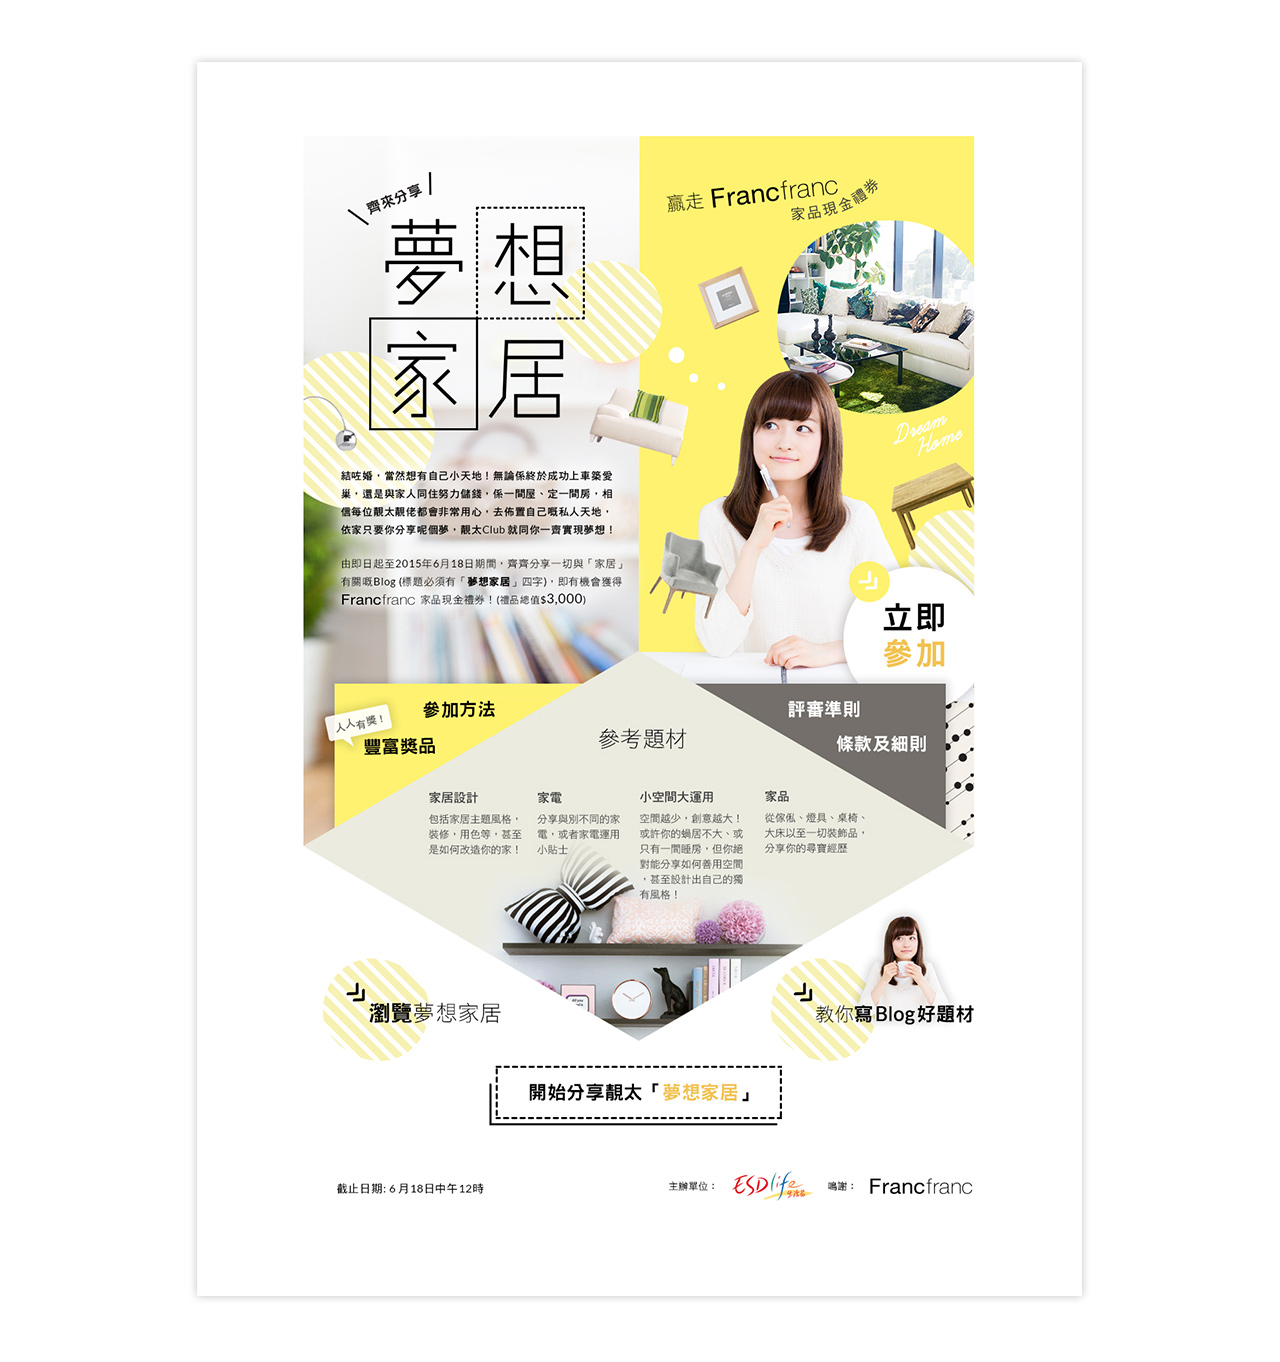 齊來分享
夢想
家居
贏走 Francfranc
家品現金禮券
Dream
Home
結咗婚，當然想有自己小天地！無論係終於成功上車築愛
巢，還是與家人同住努力儲錢，係一間屋、定一間房，相
信每位靚太靚佬都會非常用心，去佈置自己嘅私人天地，
依家只要你分享呢個夢，靚太Club 就同你一齊實現夢想！
由即日起至2015年6月18日期間，齊齊分享一切與「家居」
有關嘅Blog (標題必須有「夢想家居」四字)，即有機會獲得
Francfranc 家品現金禮券！(禮品總值$3,000)
立即
參加
參加方法
人人有獎！
豐富獎品
評審準則
條款及細則
參考題材
家居設計
包括家居主題風格，
裝修，用色等，甚至
是如何改造你的家！
家電
分享與別不同的家
電，或者家電運用
小貼士
小空間大運用
空間越少，創意越大！
或許你的蝸居不大、或
只有一間睡房，但你絕
對能分享如何善用空間
，甚至設計出自己的獨
有風格！
家品
從傢俬、燈具、桌椅、
大床以至一切裝飾品，
分享你的尋寶經歷
瀏覽夢想家居
教你寫Blog好題材
開始分享靚太「夢想家居」
截止日期: 6 月18日中午12時
主辦單位：
ESDlife
生活易
鳴謝：
Francfranc